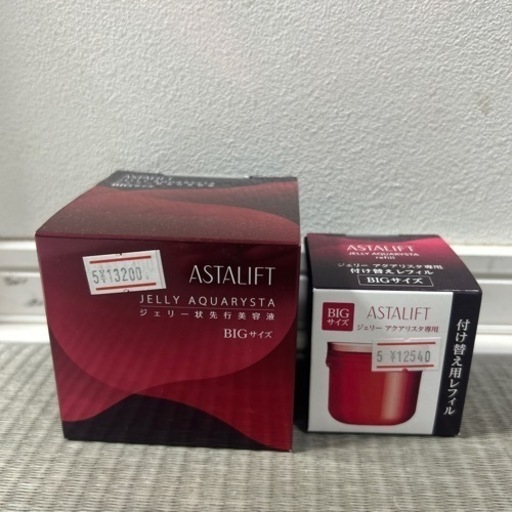 ASTALIFT
JELLY AQUARYSTA
5¥13200
ASTALIFT
JELLY AQUARYSTA
ジェリー状先行美容液
BIGサイズ
ASTALIFT
JELLY AQUARYSTA
refill
ジェリー アクアリスタ専用
付け替えレフィル
BIGサイズ
BIG
サイズ
ASTALIFT
ジェリー アクアリスタ専用
5 ¥12540
付け替え用レフィル